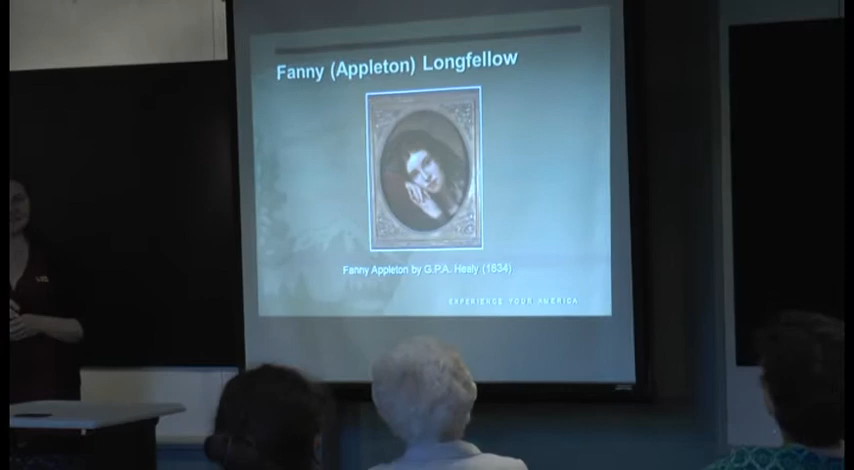 Fanny (Appleton) Longfellow
Fanny Appleton by G.P.A. Healy (1834)
EXPERIENCE YOUR AMERICA